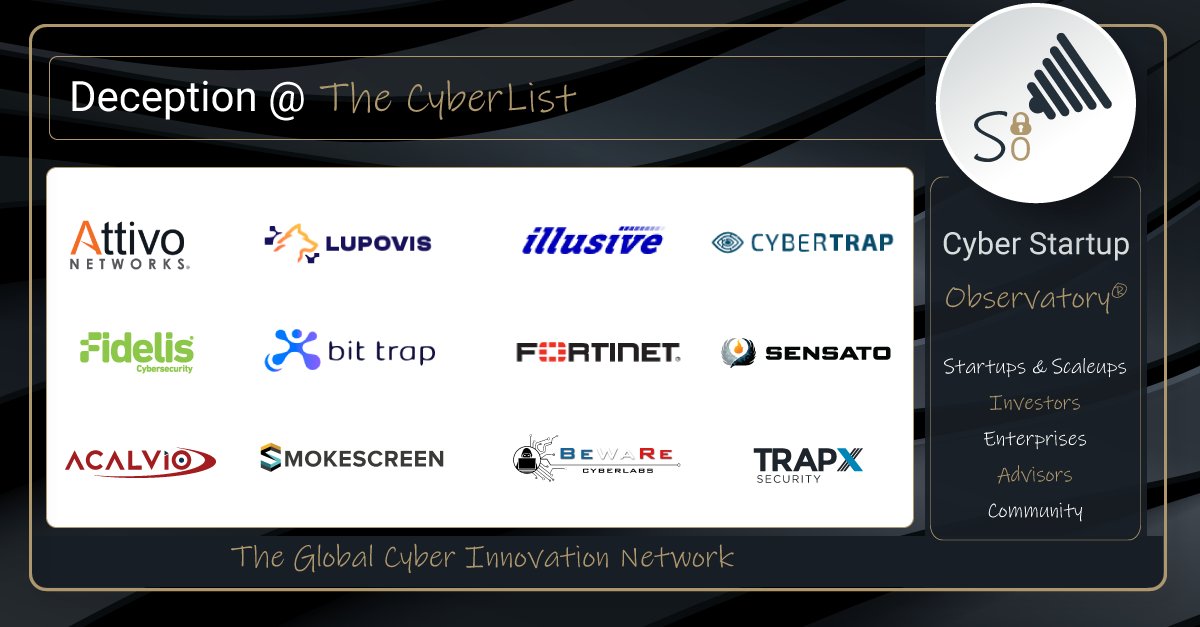 Deception @ The CyberList
S
O
Attivo
NETWORKS®
LUPOVIS
illusive
CYBERTRAP
Fidelis
Cybersecurity
bit trap
FORTINET®
SENSATO
ACALVIO
SMOKESCREEN
BEWARE
CYBERLABS
TRAPX
SECURITY
Cyber Startup
Observatory®
Startups & Scaleups
Investors
Enterprises
Advisors
Community
The Global Cyber Innovation Network